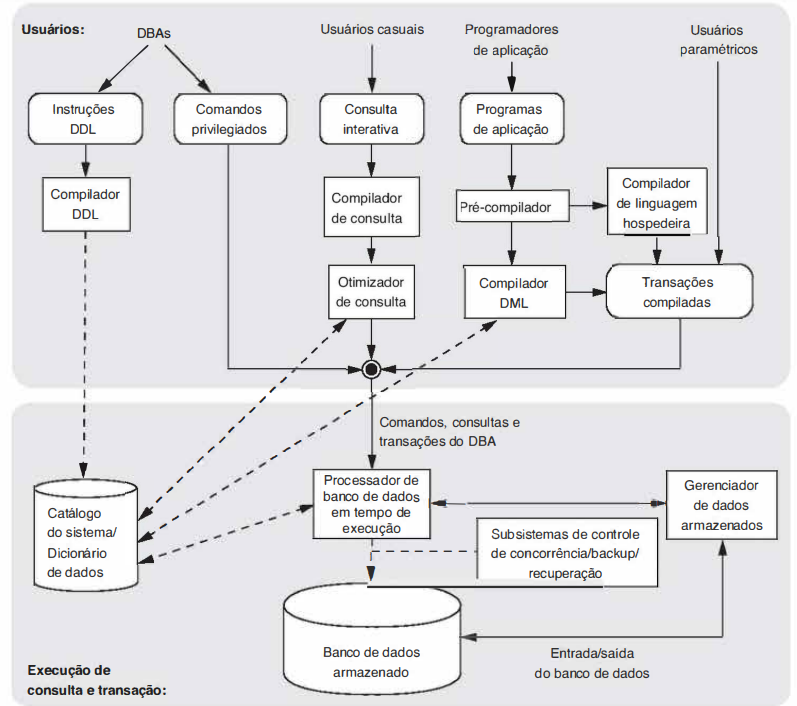 Usuários:
DBAs
Usuários casuais
Programadores
de aplicação
Usuários
paramétricos
Instruções
DDL
Comandos
privilegiados
Consulta
interativa
Programas
de aplicação
Compilador
DDL
Compilador
de consulta
Pré-compilador
Compilador
de linguagem
hospedeira
Otimizador
de consulta
Compilador
DML
Transações
compiladas
Comandos, consultas e
transações do DBA
Catálogo
do sistema/
Dicionário
de dados
Processador de
banco de dados
em tempo de
execução
Gerenciador
de dados
armazenados
Subsistemas de controle
de concorrência/backup/
recuperação
Banco de dados
armazenado
Entrada/saída
do banco de dados
Execução de
consulta e transação: